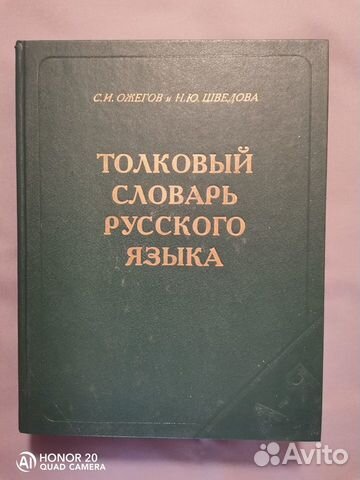 С.И. ОЖЕГОВ и Н.Ю. ШВЕДОВА
ТОЛКОВЫЙ
СЛОВАРЬ
РУССКОГО
ЯЗЫКА
А-Я
HONOR 20
QUAD CAMERA
Avito